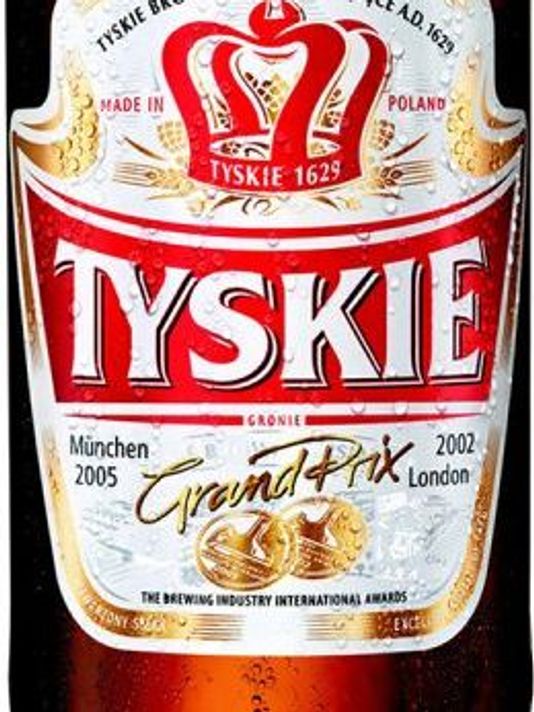 TYSKIE
A.D. 1629
MADE IN POLAND
TYSKIE 1629
TYSKIE
GRONIE
München 2005
Grand Prix
2002 London
THE BREWING INDUSTRY INTERNATIONAL AWARDS